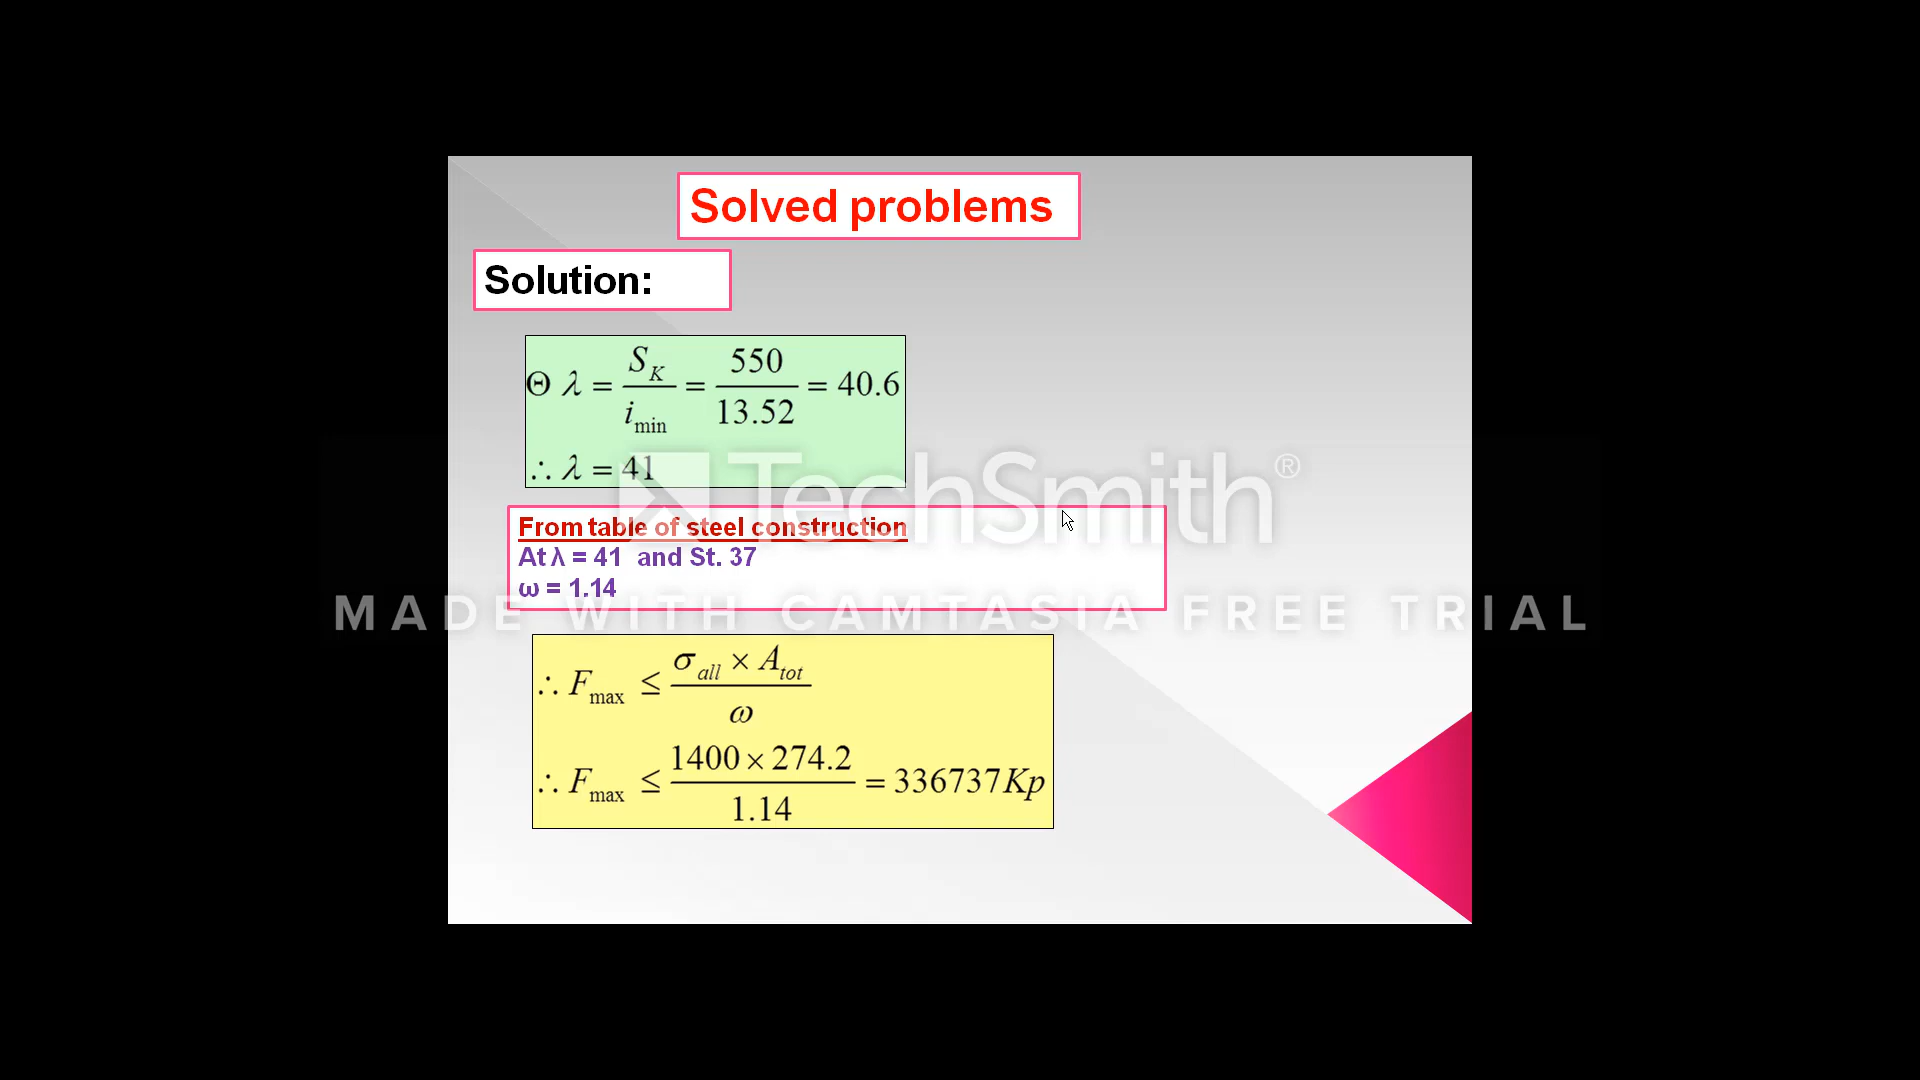 Solved problems
Solution:
Θ λ = S_K / i_min = 550 / 13.52 = 40.6
∴ λ = 41
TechSmith®
From table of steel construction
At λ = 41 and St. 37
ω = 1.14
MADE WITH CAMTASIA FREE TRIAL
∴ F_max ≤ σ_all × A_tot / ω
∴ F_max ≤ 1400 × 274.2 / 1.14 = 336737 Kp